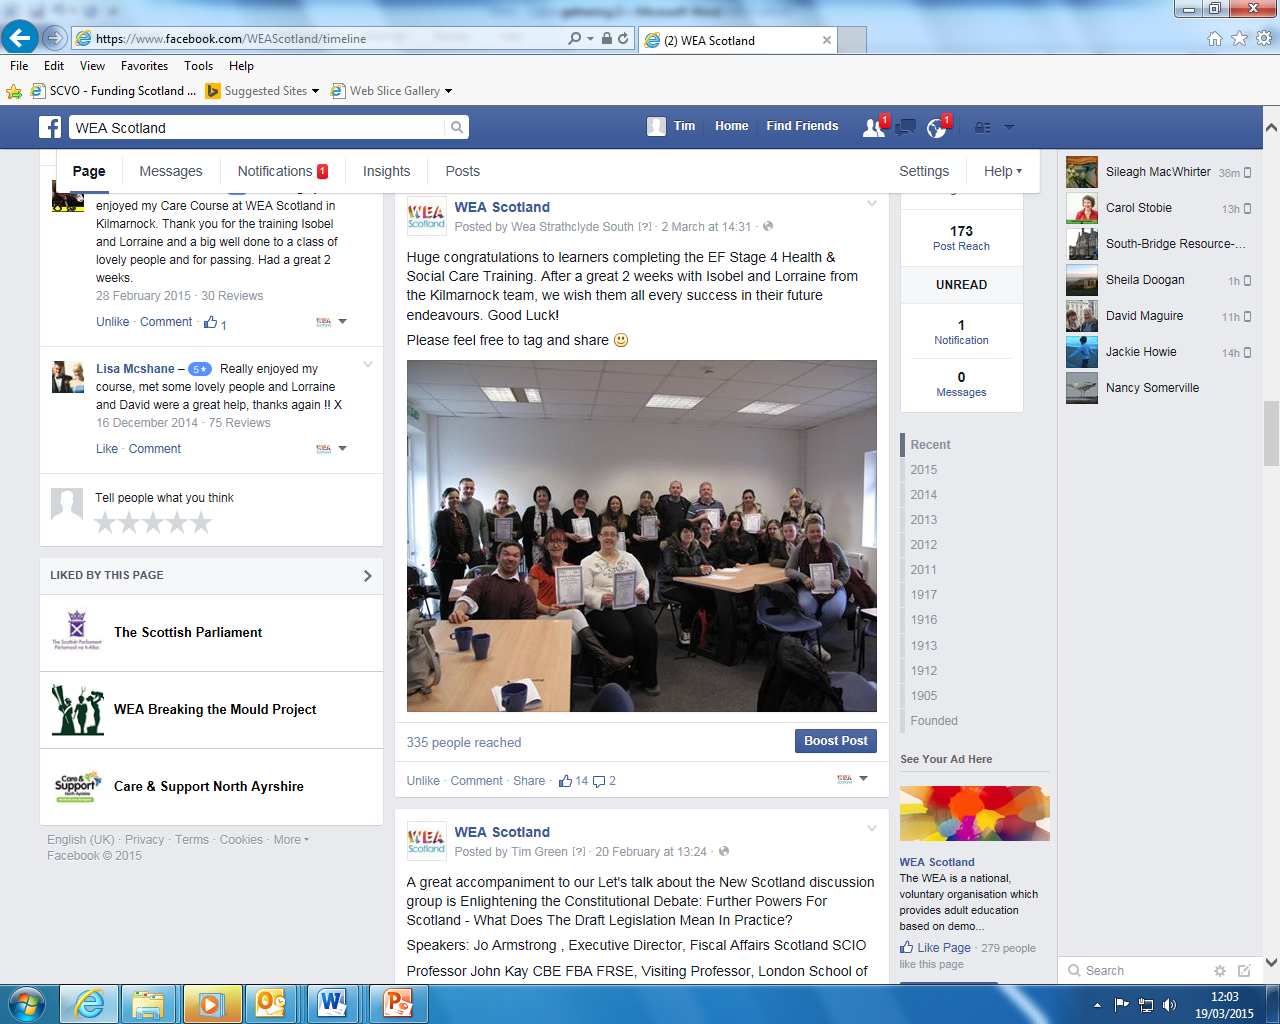 https://www.facebook.com/WEAScotland/timeline
(2) WEA Scotland
File Edit View Favorites Tools Help
SCVO - Funding Scotland ... Suggested Sites Web Slice Gallery
WEA Scotland
Tim Home Find Friends 1 1
Page Messages Notifications 1 Insights Posts Settings Help
enjoyed my Care Course at WEA Scotland in
Kilmarnock. Thank you for the training Isobel
and Lorraine and a big well done to a class of
lovely people and for passing. Had a great 2
weeks.
28 February 2015 · 30 Reviews
Unlike · Comment · 1
Lisa Mcshane – 5★ Really enjoyed my
course, met some lovely people and Lorraine
and David were a great help, thanks again !! X
16 December 2014 · 75 Reviews
Like · Comment
Tell people what you think
LIKED BY THIS PAGE
The Scottish Parliament
The Scottish Parliament
WEA Breaking the Mould Project
Care & Support
Care & Support North Ayrshire
English (UK) · Privacy · Terms · Cookies · More
Facebook © 2015
WEA Scotland
WEA Scotland
Posted by Wea Strathclyde South [?] · 2 March at 14:31 ·
Huge congratulations to learners completing the EF Stage 4 Health &
Social Care Training. After a great 2 weeks with Isobel and Lorraine from
the Kilmarnock team, we wish them all every success in their future
endeavours. Good Luck!
Please feel free to tag and share
335 people reached
Boost Post
Unlike · Comment · Share · 14 2
WEA Scotland
WEA Scotland
Posted by Tim Green [?] · 20 February at 13:24 ·
A great accompaniment to our Let's talk about the New Scotland discussion
group is Enlightening the Constitutional Debate: Further Powers For
Scotland - What Does The Draft Legislation Mean In Practice?
Speakers: Jo Armstrong , Executive Director, Fiscal Affairs Scotland SCIO
Professor John Kay CBE FBA FRSE, Visiting Professor, London School of
173
Post Reach
UNREAD
1
Notification
0
Messages
Recent
2015
2014
2013
2012
2011
1917
1916
1913
1912
1905
Founded
See Your Ad Here
WEA Scotland
The WEA is a national,
voluntary organisation which
provides adult education
based on demo...
Like Page · 279 people
like this page
Sileagh MacWhirter 38m
Carol Stobie 13h
South-Bridge Resource-...
Sheila Doogan 1h
David Maguire 11h
Jackie Howie 14h
Nancy Somerville
Search
12:03
19/03/2015